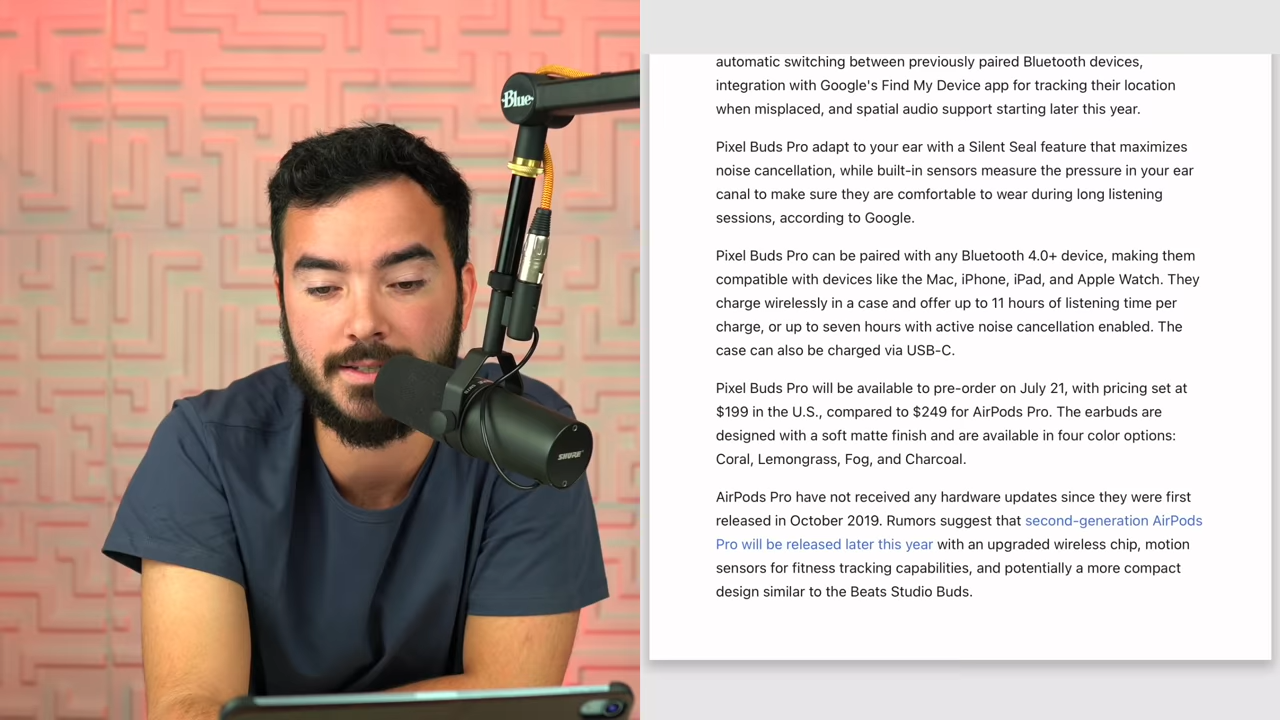 Blue
SHURE
automatic switching between previously paired Bluetooth devices,
integration with Google's Find My Device app for tracking their location
when misplaced, and spatial audio support starting later this year.
Pixel Buds Pro adapt to your ear with a Silent Seal feature that maximizes
noise cancellation, while built-in sensors measure the pressure in your ear
canal to make sure they are comfortable to wear during long listening
sessions, according to Google.
Pixel Buds Pro can be paired with any Bluetooth 4.0+ device, making them
compatible with devices like the Mac, iPhone, iPad, and Apple Watch. They
charge wirelessly in a case and offer up to 11 hours of listening time per
charge, or up to seven hours with active noise cancellation enabled. The
case can also be charged via USB-C.
Pixel Buds Pro will be available to pre-order on July 21, with pricing set at
$199 in the U.S., compared to $249 for AirPods Pro. The earbuds are
designed with a soft matte finish and are available in four color options:
Coral, Lemongrass, Fog, and Charcoal.
AirPods Pro have not received any hardware updates since they were first
released in October 2019. Rumors suggest that second-generation AirPods
Pro will be released later this year with an upgraded wireless chip, motion
sensors for fitness tracking capabilities, and potentially a more compact
design similar to the Beats Studio Buds.